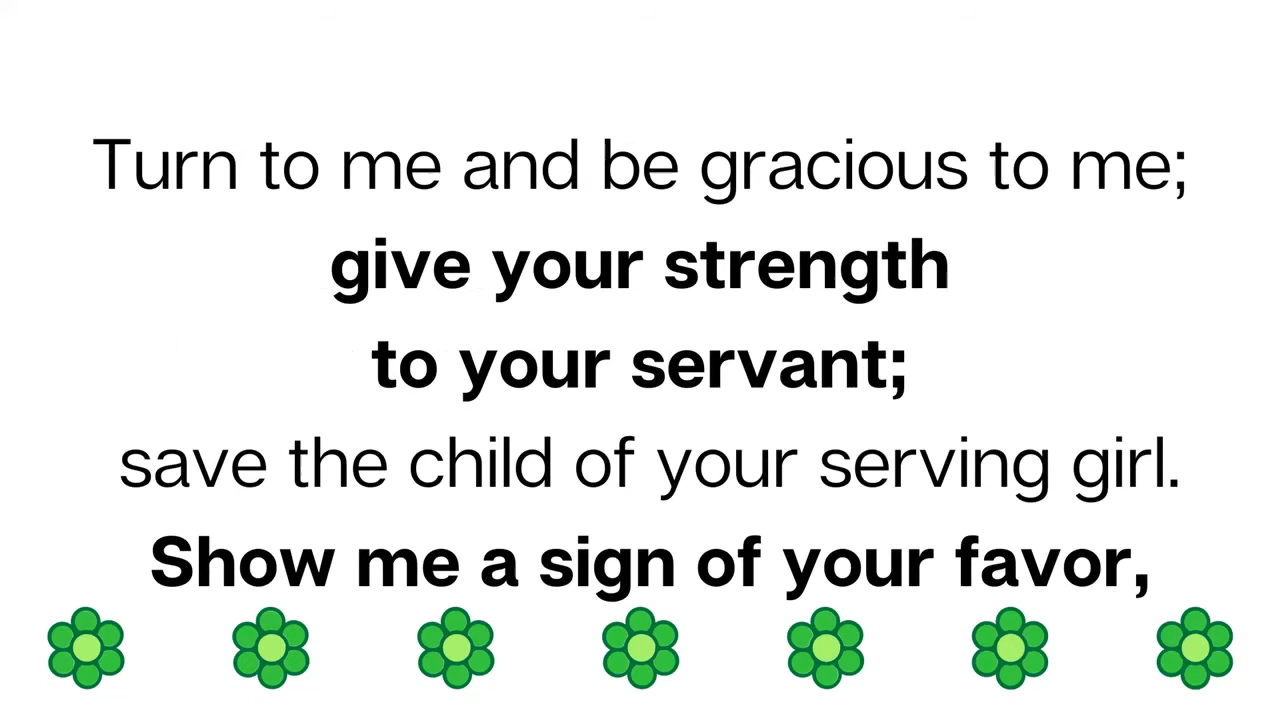 Turn to me and be gracious to me;
give your strength
to your servant;
save the child of your serving girl.
Show me a sign of your favor,